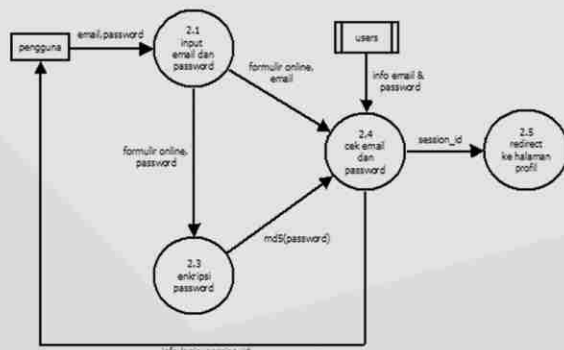 email,password
pengguna
2.1
input
email dan
password
users
formulir online,
email
info email &
password
2.4
cek email
dan
password
session_id
2.5
redirect
ke halaman
profil
formulir online,
password
md5(password)
2.3
enkripsi
password